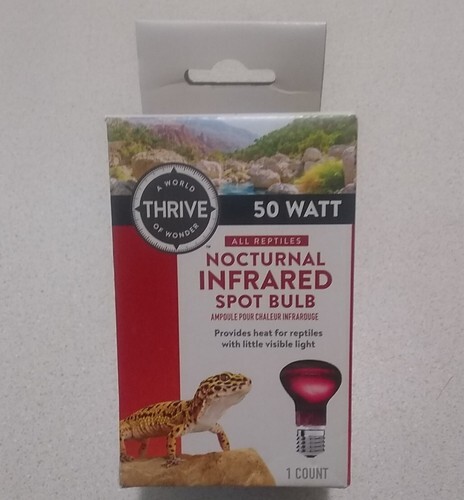 A WORLD
THRIVE
OF WONDER
™
50 WATT
ALL REPTILES
NOCTURNAL
INFRARED
SPOT BULB
AMPOULE POUR CHALEUR INFRAROUGE
Provides heat for reptiles
with little visible light
1 COUNT